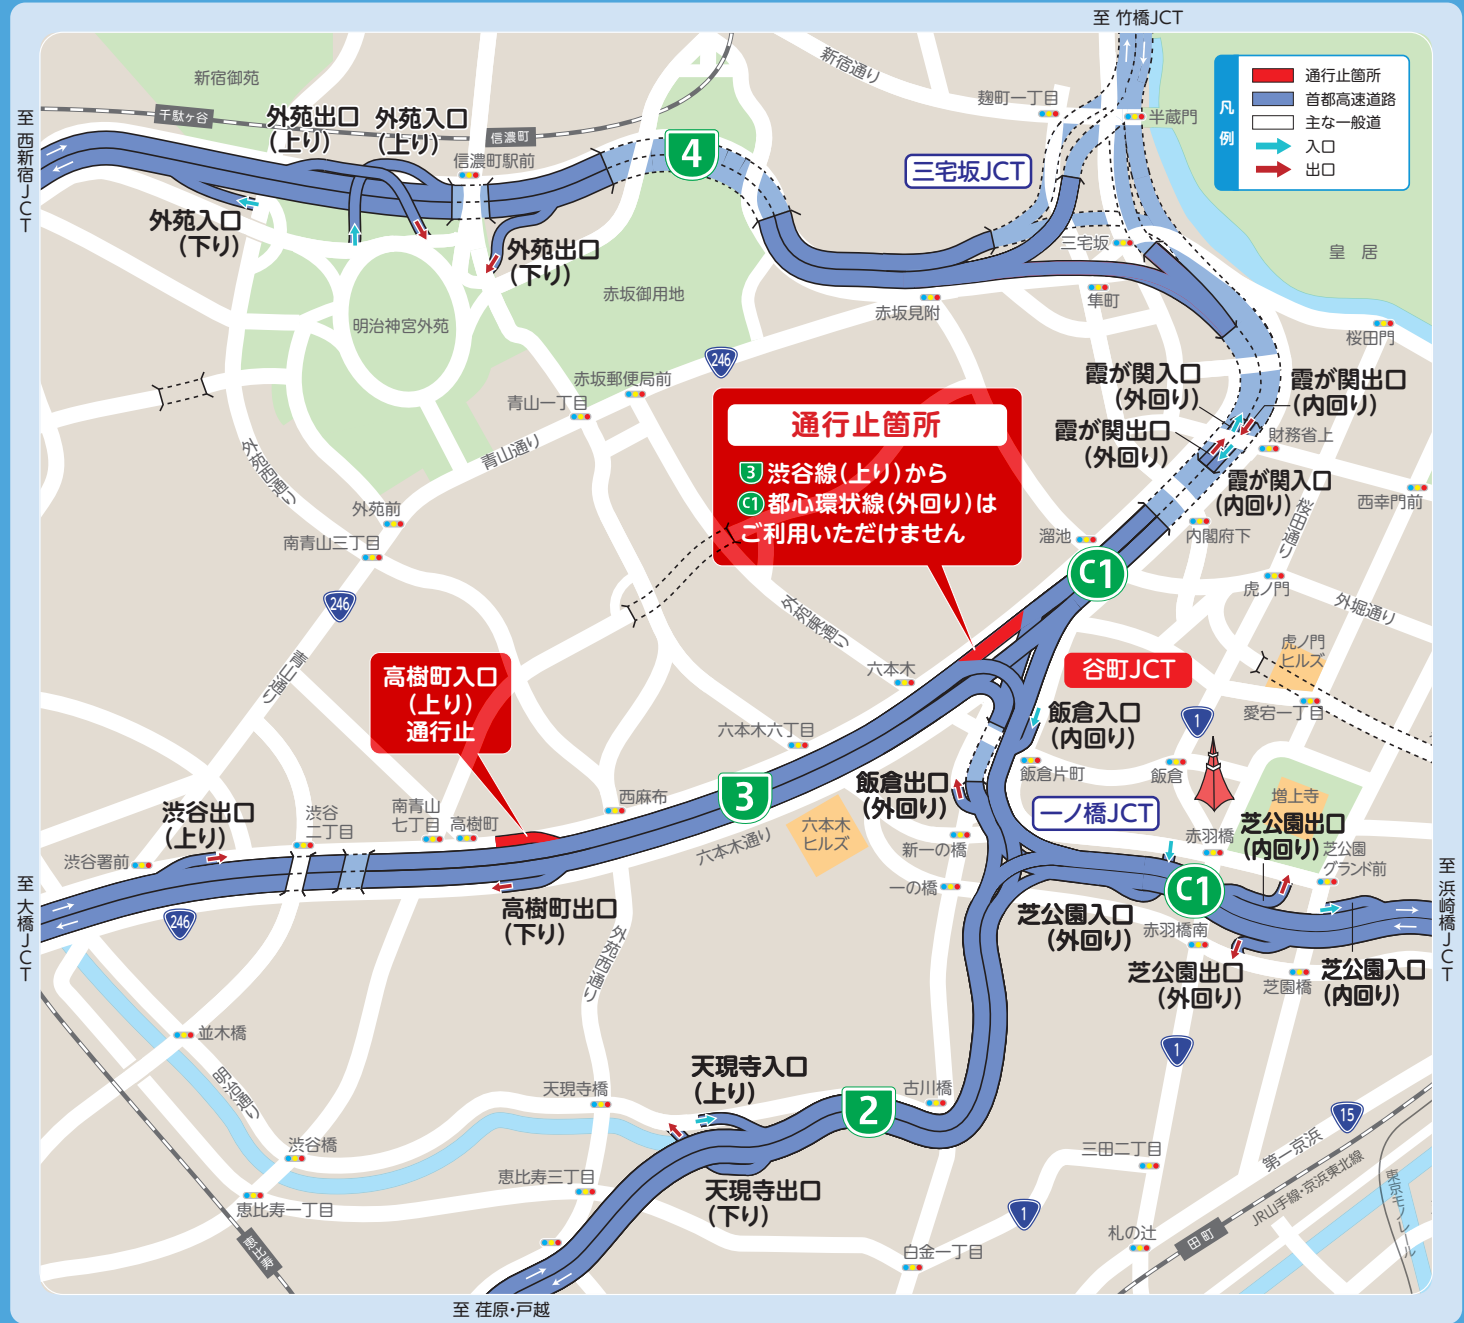 至 竹橋JCT
新宿御苑
新宿通り
麹町一丁目
半蔵門
凡例
通行止箇所
首都高速道路
主な一般道
入口
出口
至 西新宿JCT
千駄ヶ谷
外苑出口
(上り)
外苑入口
(上り)
信濃町
信濃町駅前
4
三宅坂JCT
外苑入口
(下り)
外苑出口
(下り)
三宅坂
皇 居
赤坂御用地
明治神宮外苑
赤坂見附
隼町
桜田門
246
赤坂郵便局前
青山一丁目
青山通り
外苑西通り
霞が関入口
(外回り)
霞が関出口
(内回り)
霞が関出口
(外回り)
財務省上
霞が関入口
(内回り)
西幸門前
桜田通り
通行止箇所
3 渋谷線(上り)から
C1 都心環状線(外回り)は
ご利用いただけません
外苑前
南青山三丁目
溜池
内閣府下
C1
虎ノ門
外堀通り
246
外苑東通り
虎ノ門
ヒルズ
青山通り
高樹町入口
(上り)
通行止
六本木
谷町JCT
愛宕一丁目
1
飯倉入口
(内回り)
六本木六丁目
飯倉片町
飯倉
飯倉出口
(外回り)
3
増上寺
一ノ橋JCT
赤羽橋
芝公園出口
(内回り)
芝公園
グランド前
渋谷出口
(上り)
渋谷
二丁目
南青山
七丁目
高樹町
西麻布
六本木通り
六本木
ヒルズ
新一の橋
渋谷署前
至 大橋JCT
246
高樹町出口
(下り)
外苑西通り
一の橋
C1
至 浜崎橋JCT
芝公園入口
(外回り)
赤羽橋南
芝公園出口
(外回り)
芝園橋
芝公園入口
(内回り)
並木橋
明治通り
1
天現寺入口
(上り)
天現寺橋
2
古川橋
15
第一京浜
渋谷橋
三田二丁目
JR山手線・京浜東北線
東京モノレール
恵比寿三丁目
天現寺出口
(下り)
恵比寿一丁目
恵比寿
1
札の辻
田町
白金一丁目
至 荏原・戸越